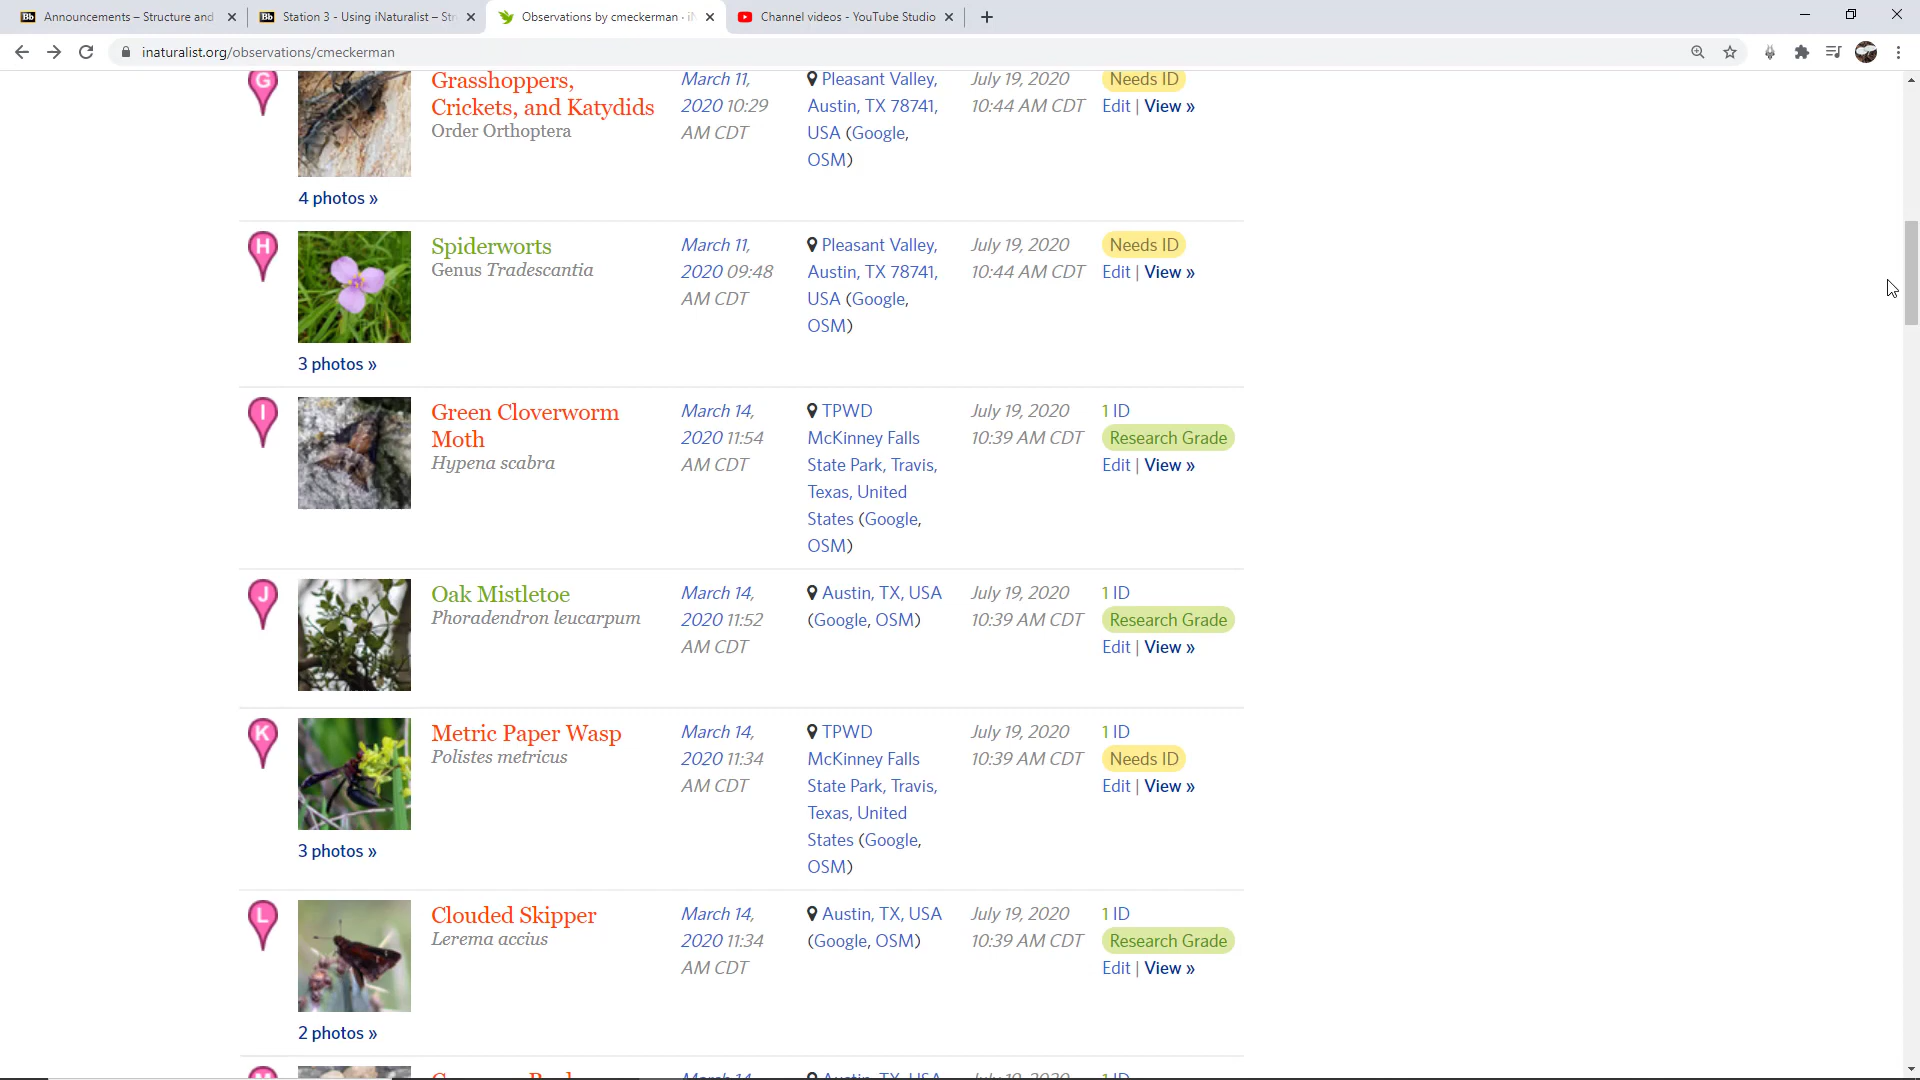 Announcements – Structure and
Station 3 - Using iNaturalist – Str
Observations by cmeckerman · iN
Channel videos - YouTube Studio
inaturalist.org/observations/cmeckerman
G
Grasshoppers,
Crickets, and Katydids
Order Orthoptera
March 11,
2020 10:29
AM CDT
Pleasant Valley,
Austin, TX 78741,
USA (Google,
OSM)
July 19, 2020
10:44 AM CDT
Needs ID
Edit | View »
4 photos »
H
Spiderworts
Genus Tradescantia
March 11,
2020 09:48
AM CDT
Pleasant Valley,
Austin, TX 78741,
USA (Google,
OSM)
July 19, 2020
10:44 AM CDT
Needs ID
Edit | View »
3 photos »
I
Green Cloverworm
Moth
Hypena scabra
March 14,
2020 11:54
AM CDT
TPWD
McKinney Falls
State Park, Travis,
Texas, United
States (Google,
OSM)
July 19, 2020
10:39 AM CDT
1 ID
Research Grade
Edit | View »
J
Oak Mistletoe
Phoradendron leucarpum
March 14,
2020 11:52
AM CDT
Austin, TX, USA
(Google, OSM)
July 19, 2020
10:39 AM CDT
1 ID
Research Grade
Edit | View »
K
Metric Paper Wasp
Polistes metricus
March 14,
2020 11:34
AM CDT
TPWD
McKinney Falls
State Park, Travis,
Texas, United
States (Google,
OSM)
July 19, 2020
10:39 AM CDT
1 ID
Needs ID
Edit | View »
3 photos »
L
Clouded Skipper
Lerema accius
March 14,
2020 11:34
AM CDT
Austin, TX, USA
(Google, OSM)
July 19, 2020
10:39 AM CDT
1 ID
Research Grade
Edit | View »
2 photos »